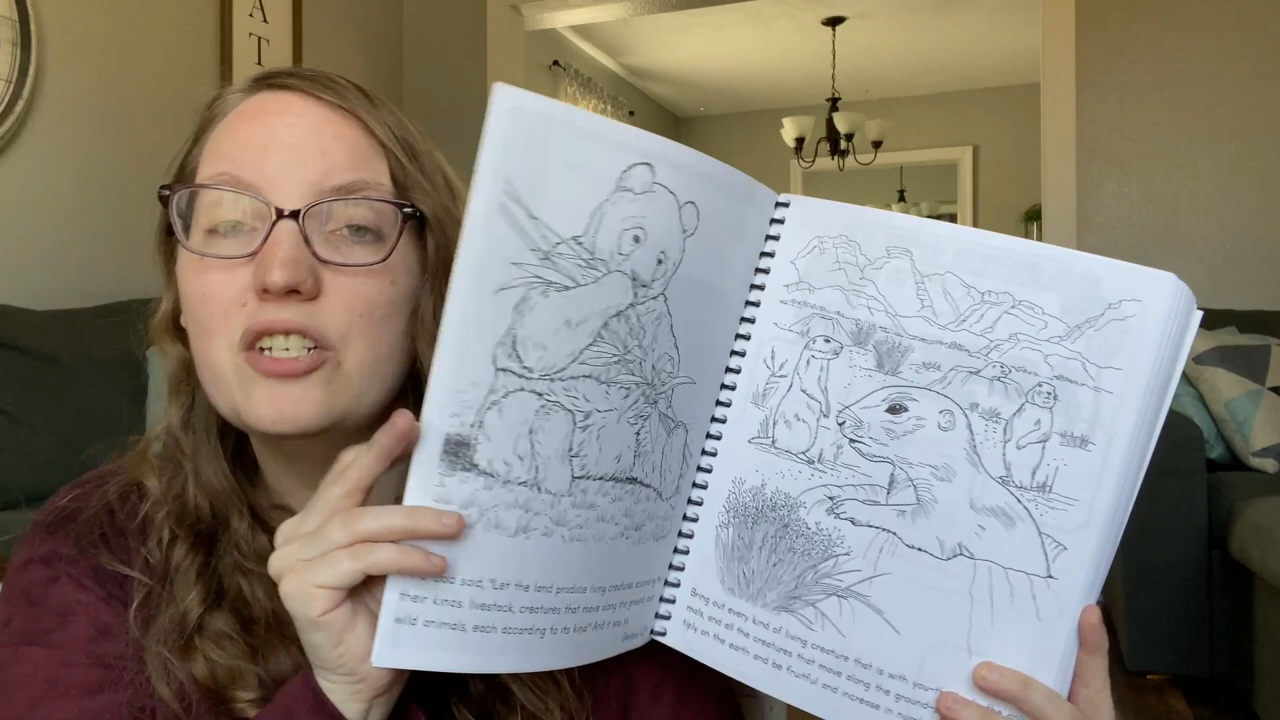 A
T
said, "Let the land produce living creatures according to
their kinds: livestock, creatures that move along the ground, and
wild animals, each according to its kind." And it was so.
Bring out every kind of living creature that is with you—
mals, and all the creatures that move along the ground—
tiply on the earth and be fruitful and increase in